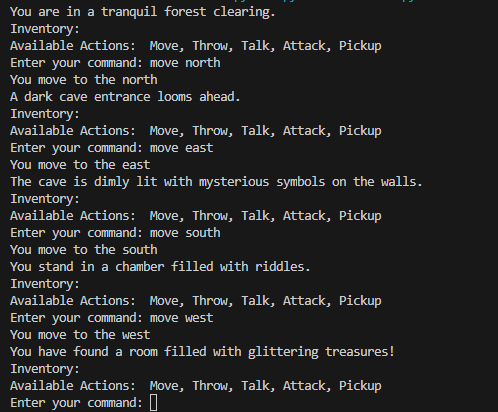 You are in a tranquil forest clearing.
Inventory:
Available Actions:  Move, Throw, Talk, Attack, Pickup
Enter your command: move north
You move to the north
A dark cave entrance looms ahead.
Inventory:
Available Actions:  Move, Throw, Talk, Attack, Pickup
Enter your command: move east
You move to the east
The cave is dimly lit with mysterious symbols on the walls.
Inventory:
Available Actions:  Move, Throw, Talk, Attack, Pickup
Enter your command: move south
You move to the south
You stand in a chamber filled with riddles.
Inventory:
Available Actions:  Move, Throw, Talk, Attack, Pickup
Enter your command: move west
You move to the west
You have found a room filled with glittering treasures!
Inventory:
Available Actions:  Move, Throw, Talk, Attack, Pickup
Enter your command: